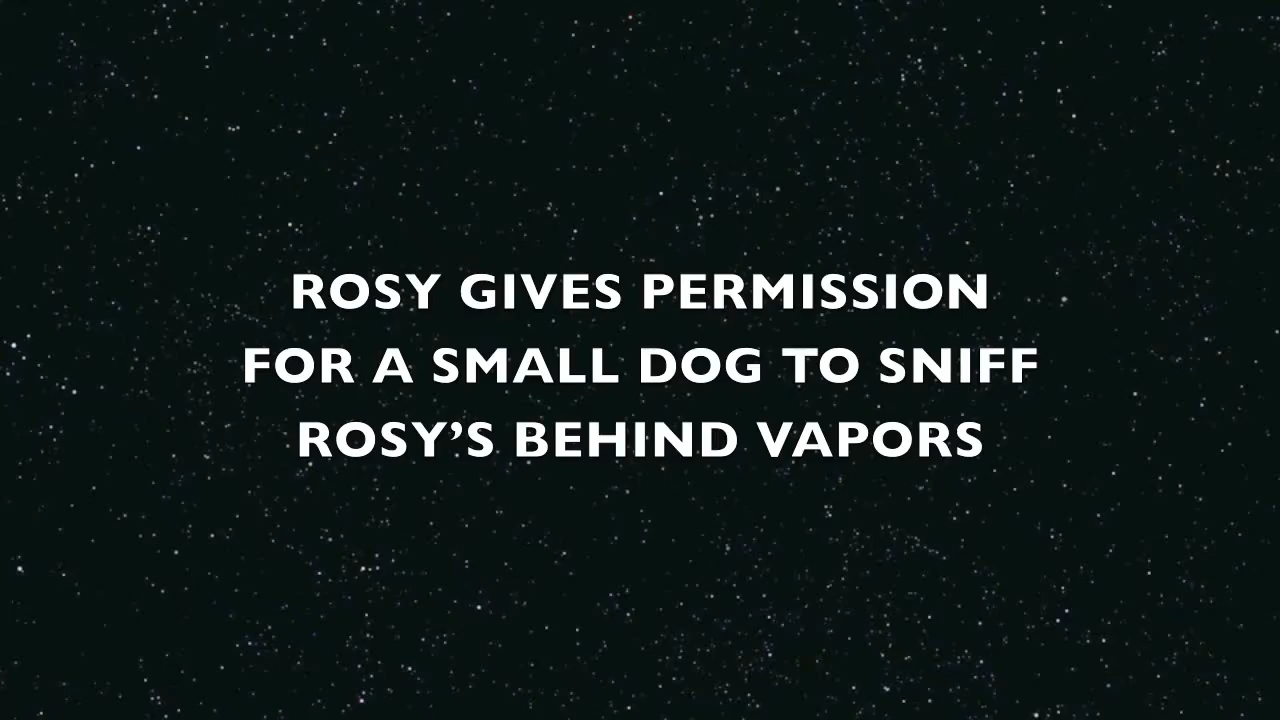 ROSY GIVES PERMISSION
FOR A SMALL DOG TO SNIFF
ROSY’S BEHIND VAPORS